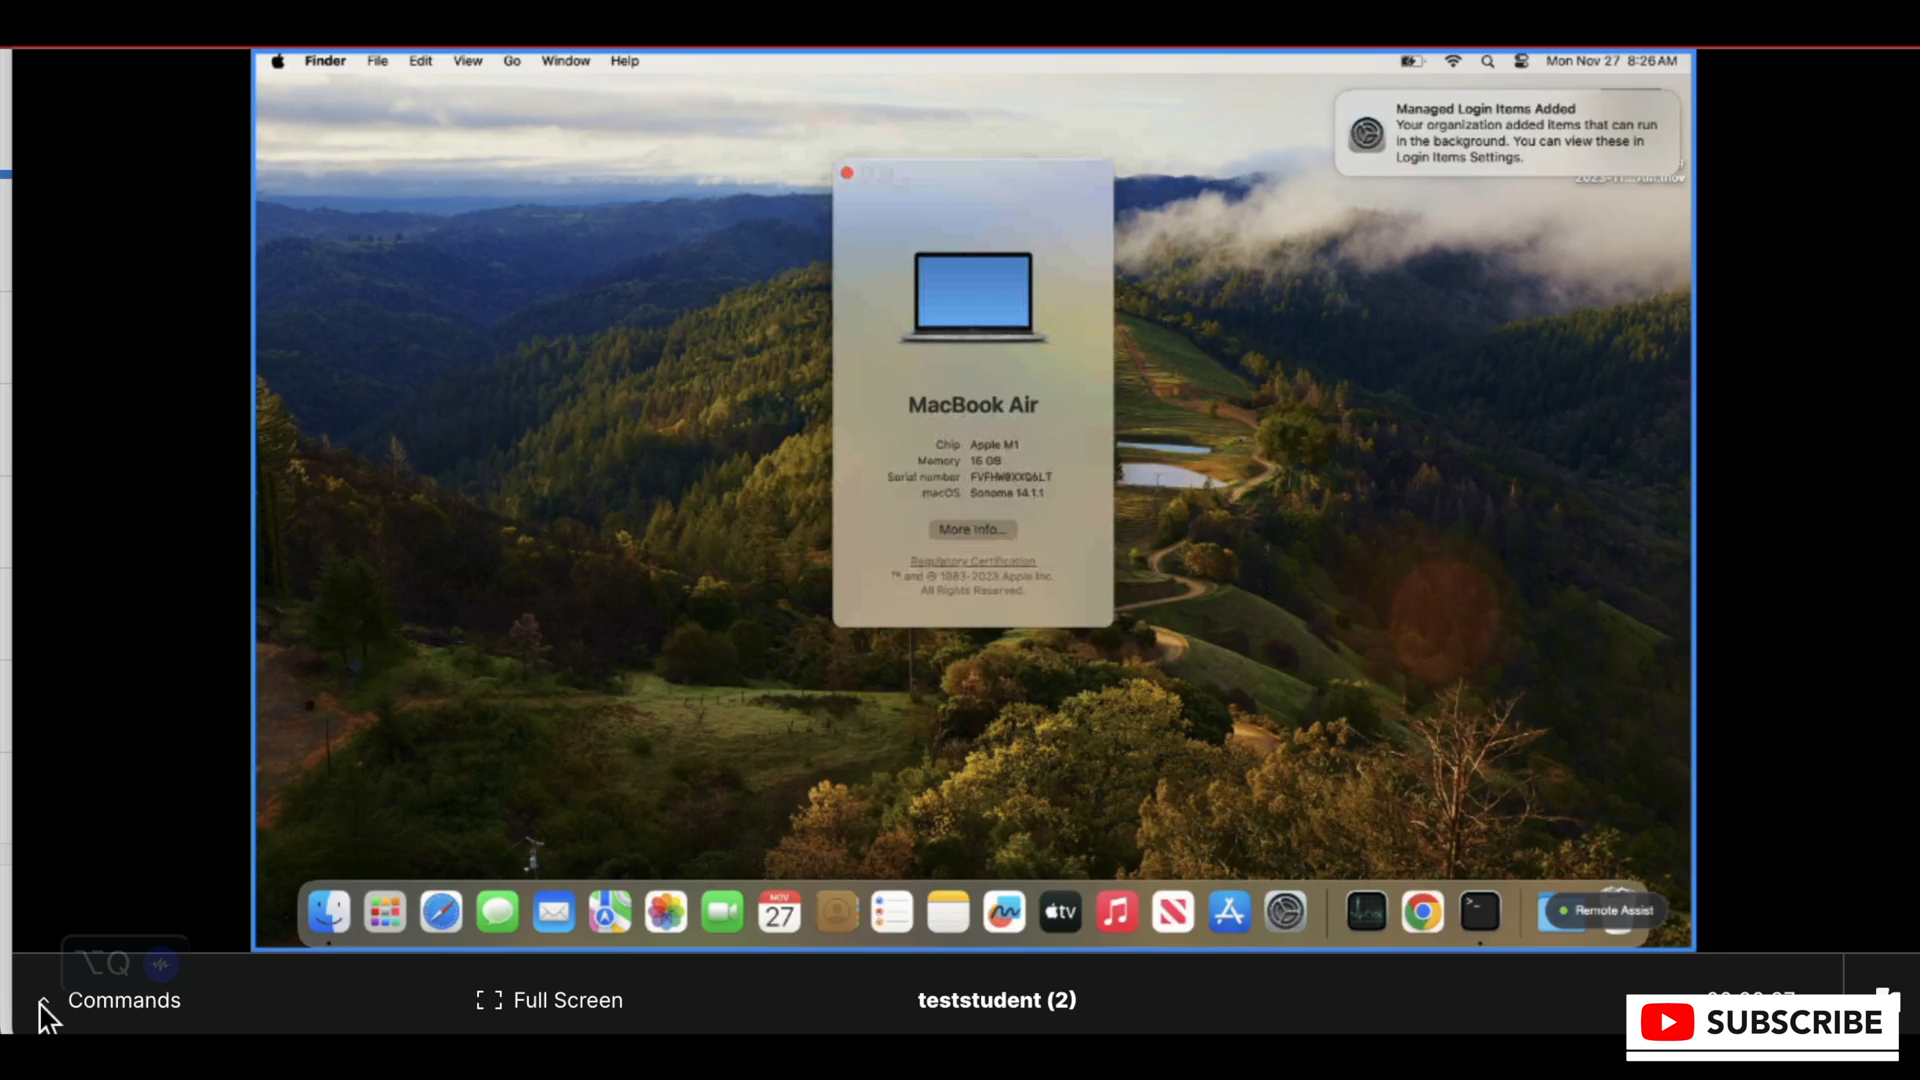 Finder File Edit View Go Window Help
Mon Nov 27 8:26 AM
Managed Login Items Added
Your organization added items that can run
in the background. You can view these in
Login Items Settings.
MacBook Air
Chip Apple M1
Memory 16 GB
Serial number
macOS Sonoma 14.1.1
More Info...
Regulatory Certification
™ and © 1983-2023 Apple Inc.
All Rights Reserved.
NOV
27
tv
Remote Assist
⌥Q
Commands
Full Screen
teststudent (2)
SUBSCRIBE